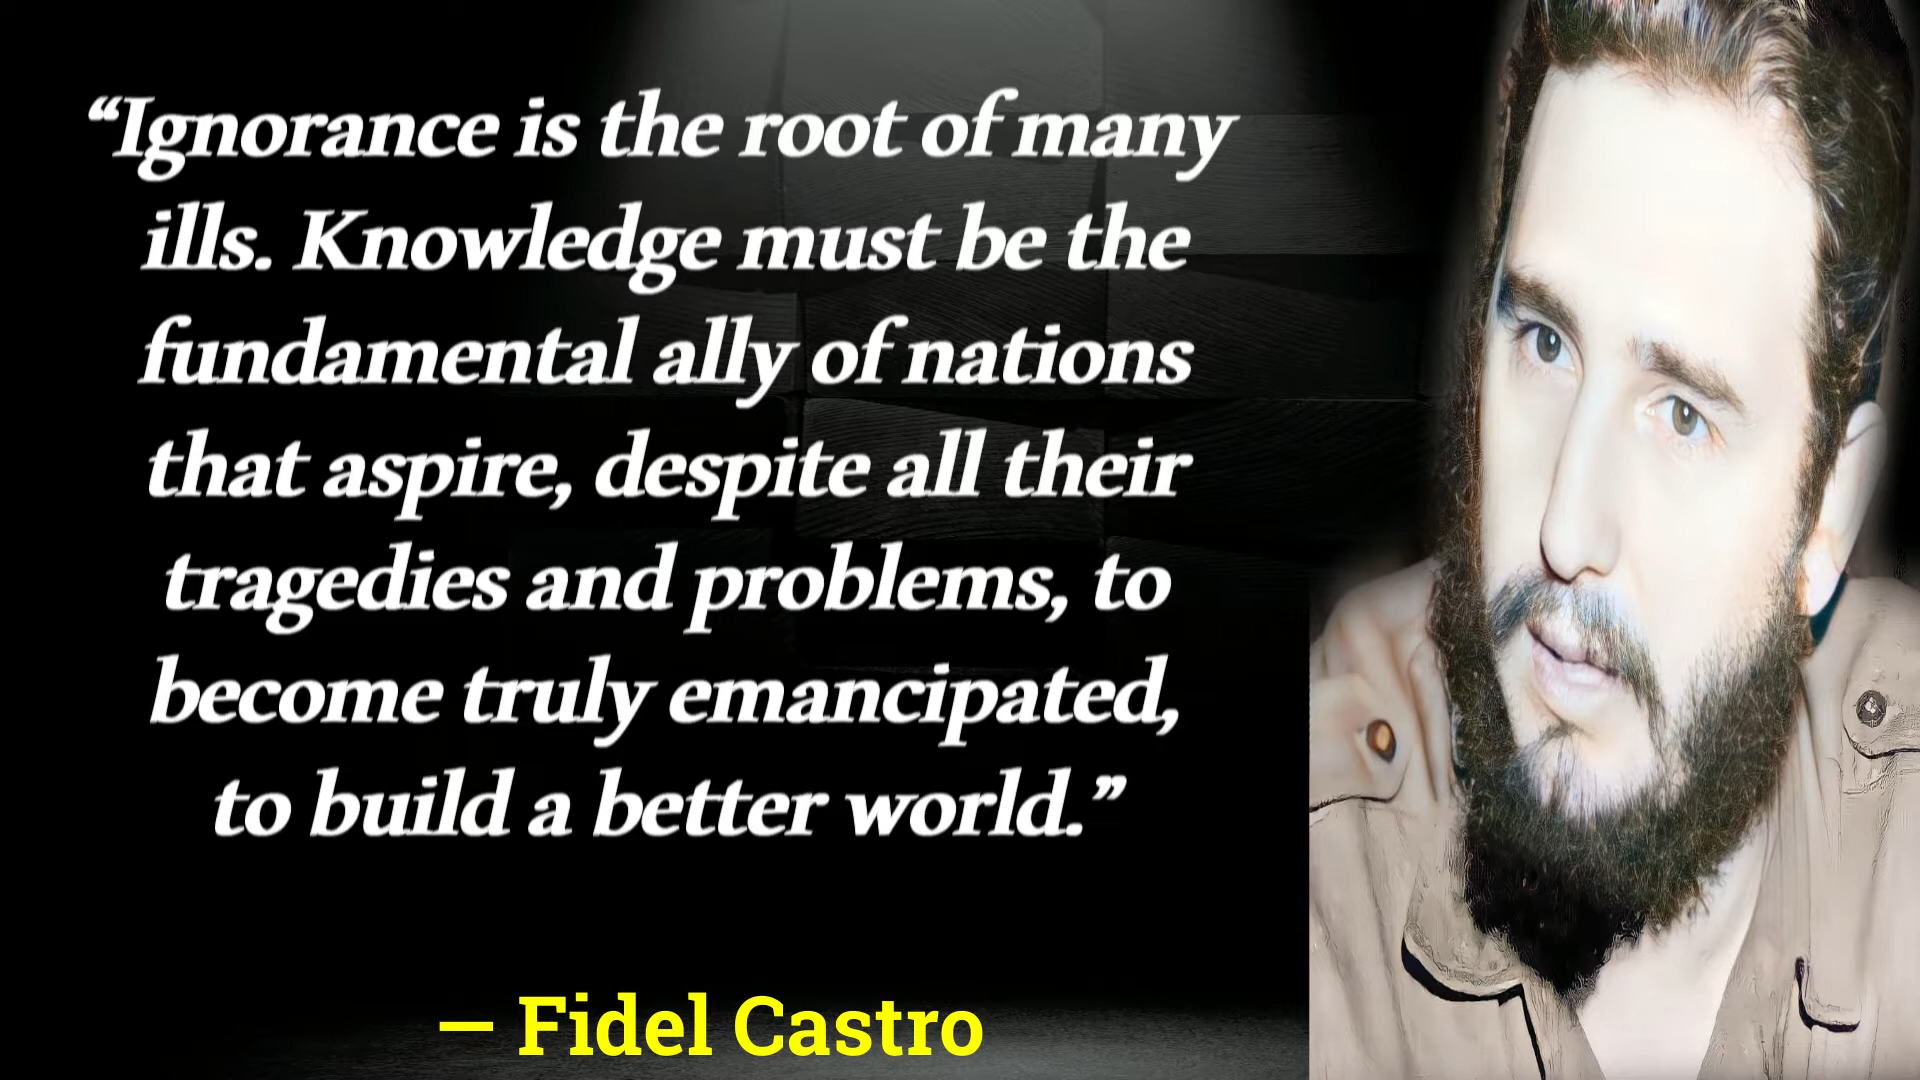 “Ignorance is the root of many
ills. Knowledge must be the
fundamental ally of nations
that aspire, despite all their
tragedies and problems, to
become truly emancipated,
to build a better world.”
— Fidel Castro